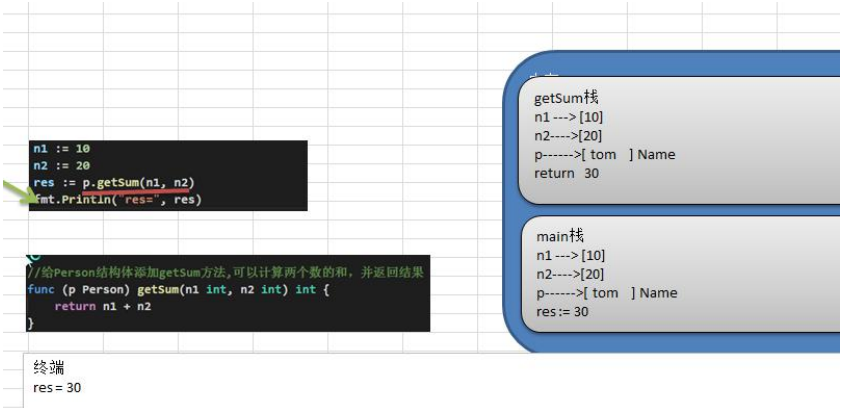 n1 := 10
n2 := 20
res := p.getSum(n1, n2)
fmt.Println("res=", res)
//给Person结构体添加getSum方法,可以计算两个数的和, 并返回结果
func (p Person) getSum(n1 int, n2 int) int {
return n1 + n2
}
终端
res = 30
getSum栈
n1 ---> [10]
n2---->[20]
p------>[ tom ] Name
return 30
main栈
n1 ---> [10]
n2---->[20]
p------>[ tom ] Name
res := 30